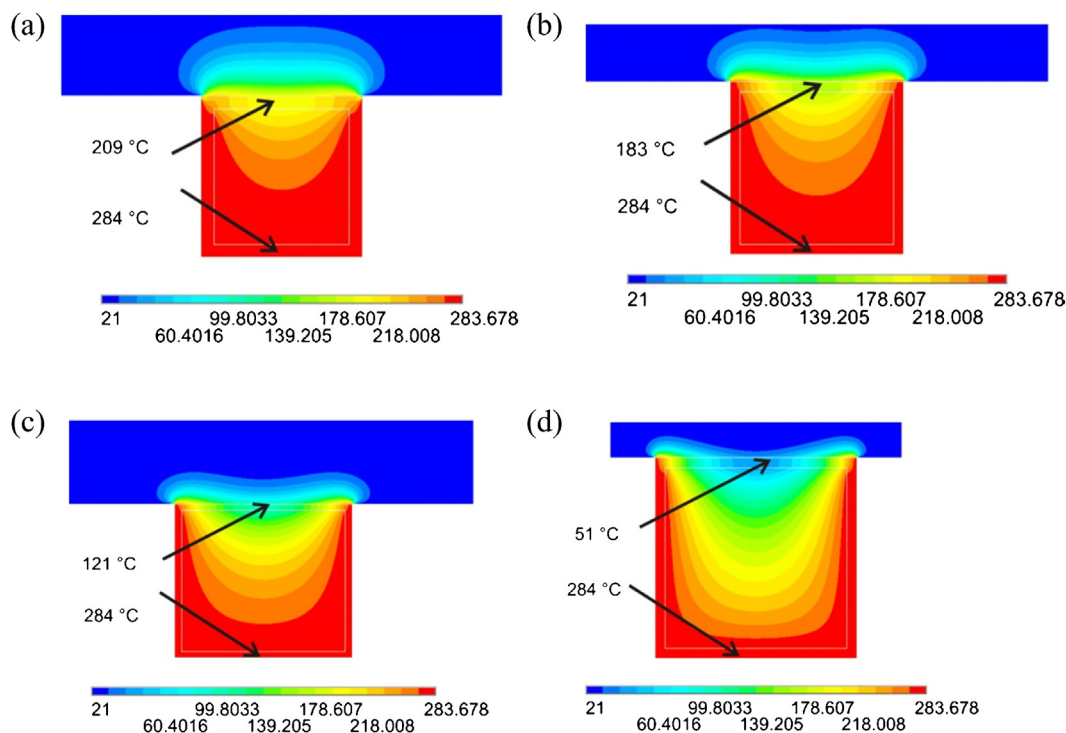 (a)
209 °C
284 °C
21 99.8033 178.607 283.678
60.4016 139.205 218.008
(b)
183 °C
284 °C
21 99.8033 178.607 283.678
60.4016 139.205 218.008
(c)
121 °C
284 °C
21 99.8033 178.607 283.678
60.4016 139.205 218.008
(d)
51 °C
284 °C
21 99.8033 178.607 283.678
60.4016 139.205 218.008